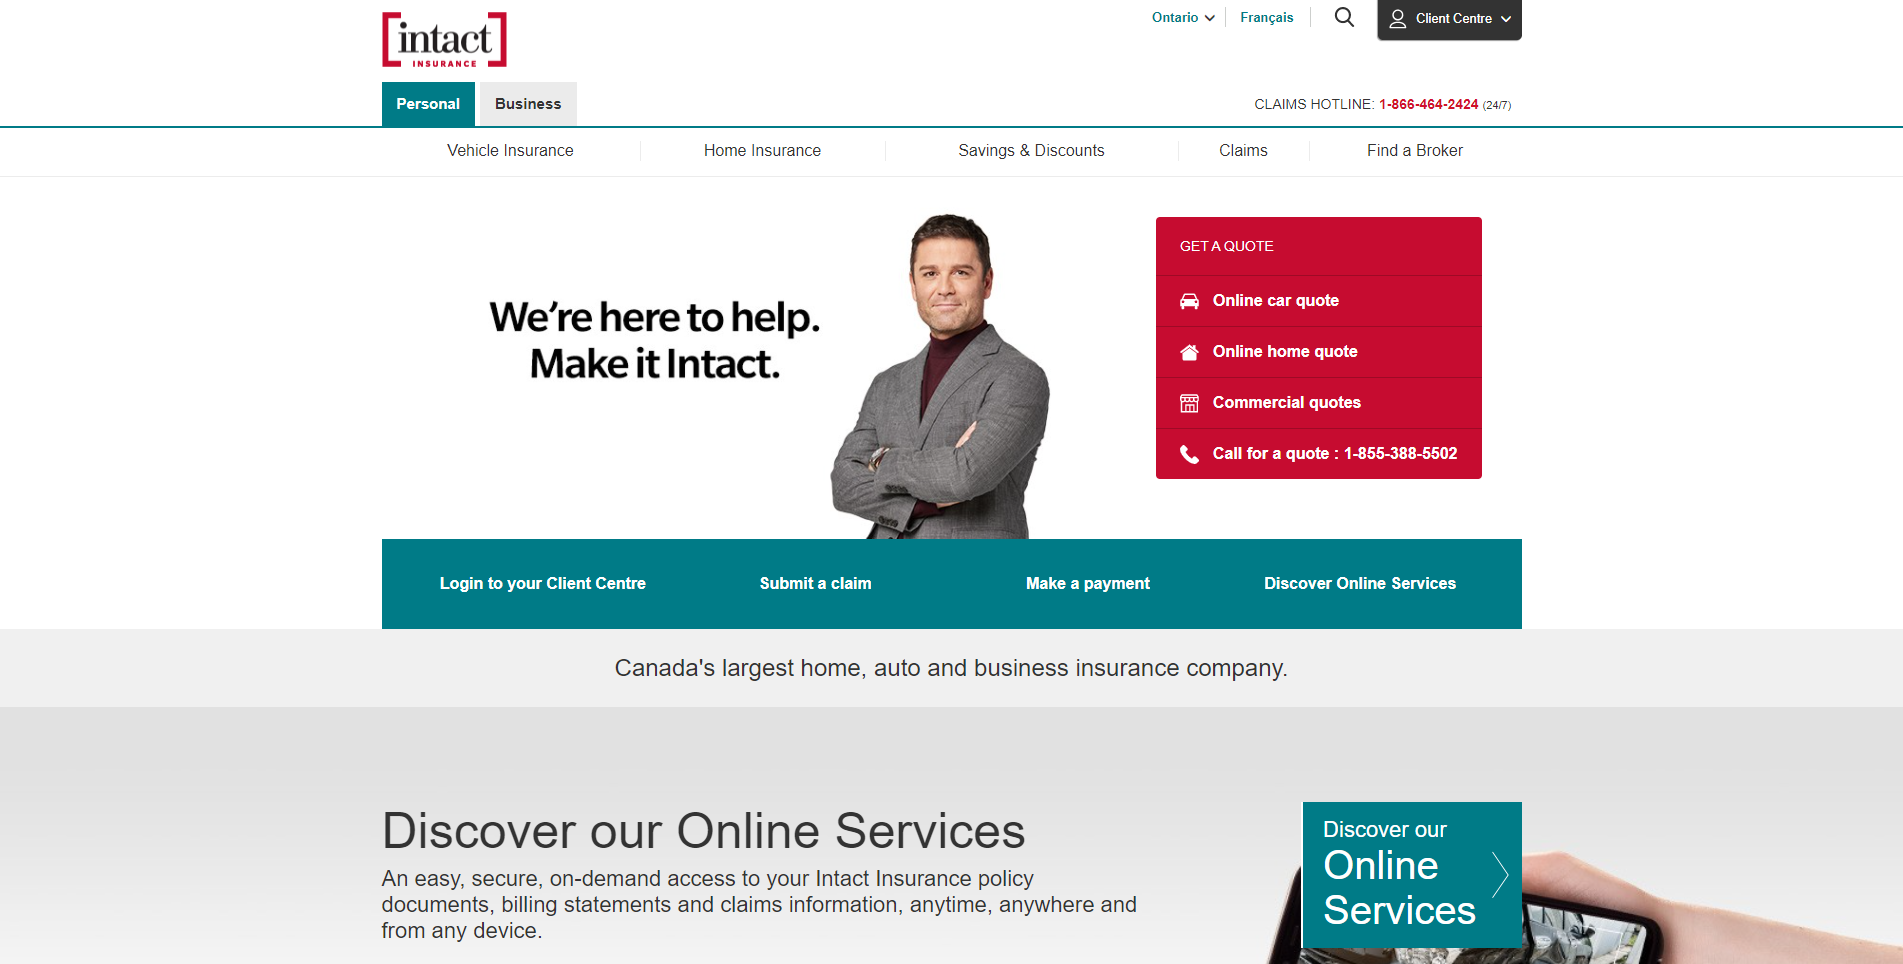 intact
INSURANCE
Ontario
Français
Client Centre
Personal
Business
CLAIMS HOTLINE: 1-866-464-2424 (24/7)
Vehicle Insurance
Home Insurance
Savings & Discounts
Claims
Find a Broker
We're here to help.
Make it Intact.
GET A QUOTE
Online car quote
Online home quote
Commercial quotes
Call for a quote : 1-855-388-5502
Login to your Client Centre
Submit a claim
Make a payment
Discover Online Services
Canada's largest home, auto and business insurance company.
Discover our Online Services
An easy, secure, on-demand access to your Intact Insurance policy
documents, billing statements and claims information, anytime, anywhere and
from any device.
Discover our
Online
Services